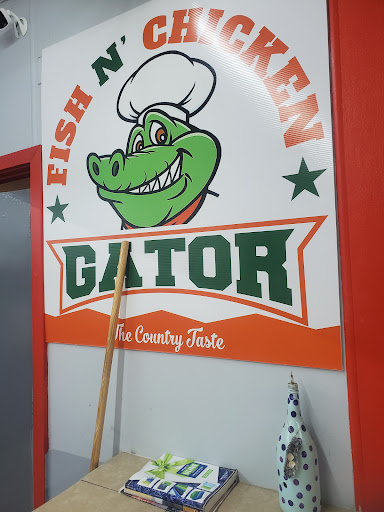 FISH N' CHICKEN
GATOR
The Country Taste